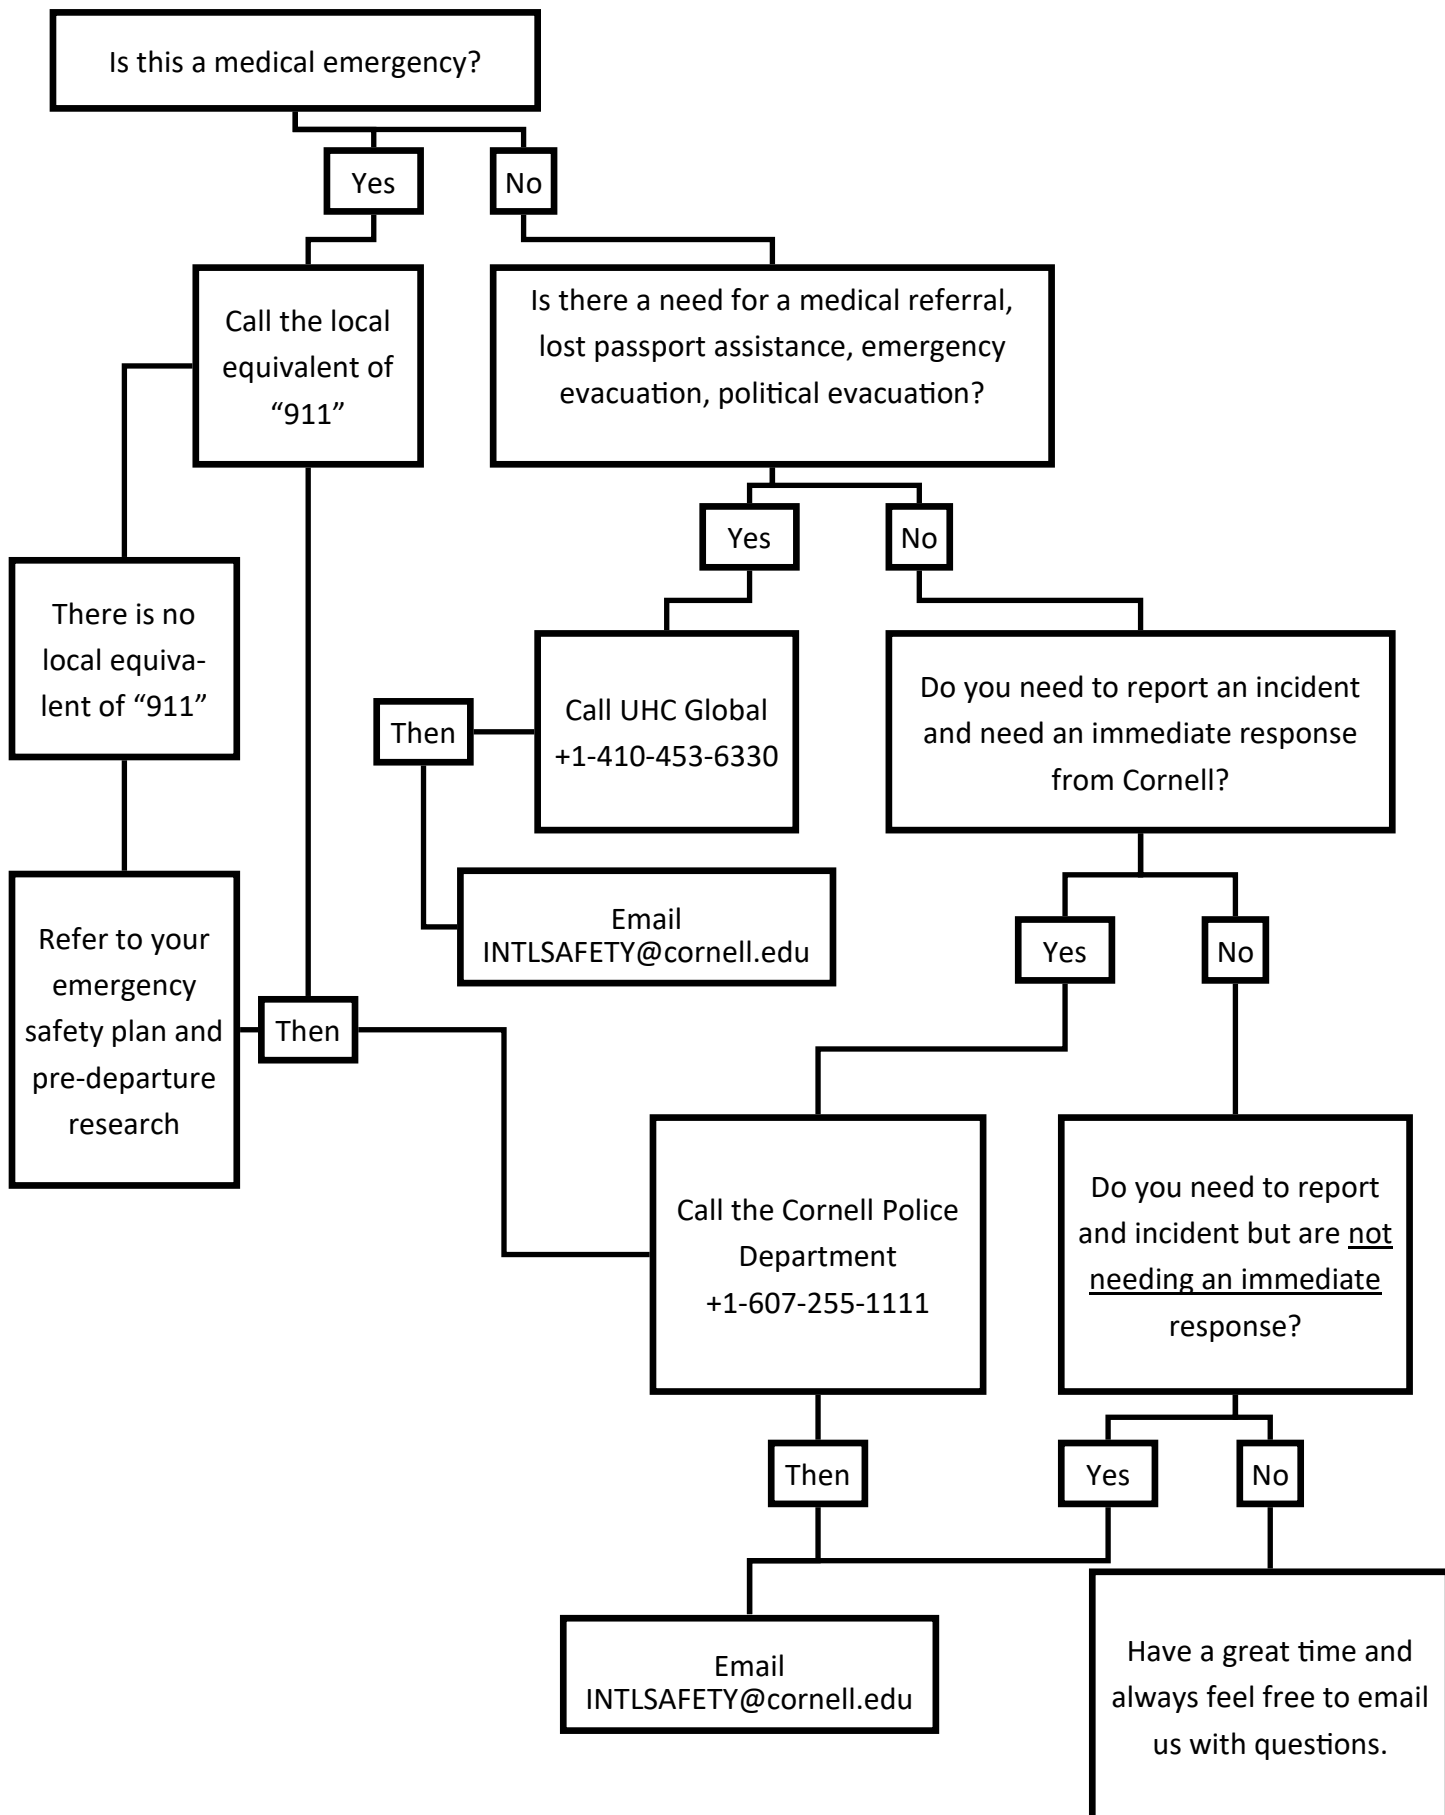 Is this a medical emergency?
Yes
No
Call the local
equivalent of
“911”
Is there a need for a medical referral,
lost passport assistance, emergency
evacuation, political evacuation?
Yes
No
There is no
local equiva-
lent of “911”
Then
Call UHC Global
+1-410-453-6330
Do you need to report an incident
and need an immediate response
from Cornell?
Email
INTLSAFETY@cornell.edu
Yes
No
Refer to your
emergency
safety plan and
pre-departure
research
Then
Call the Cornell Police
Department
+1-607-255-1111
Do you need to report
and incident but are not
needing an immediate
response?
Then
Yes
No
Email
INTLSAFETY@cornell.edu
Have a great time and
always feel free to email
us with questions.